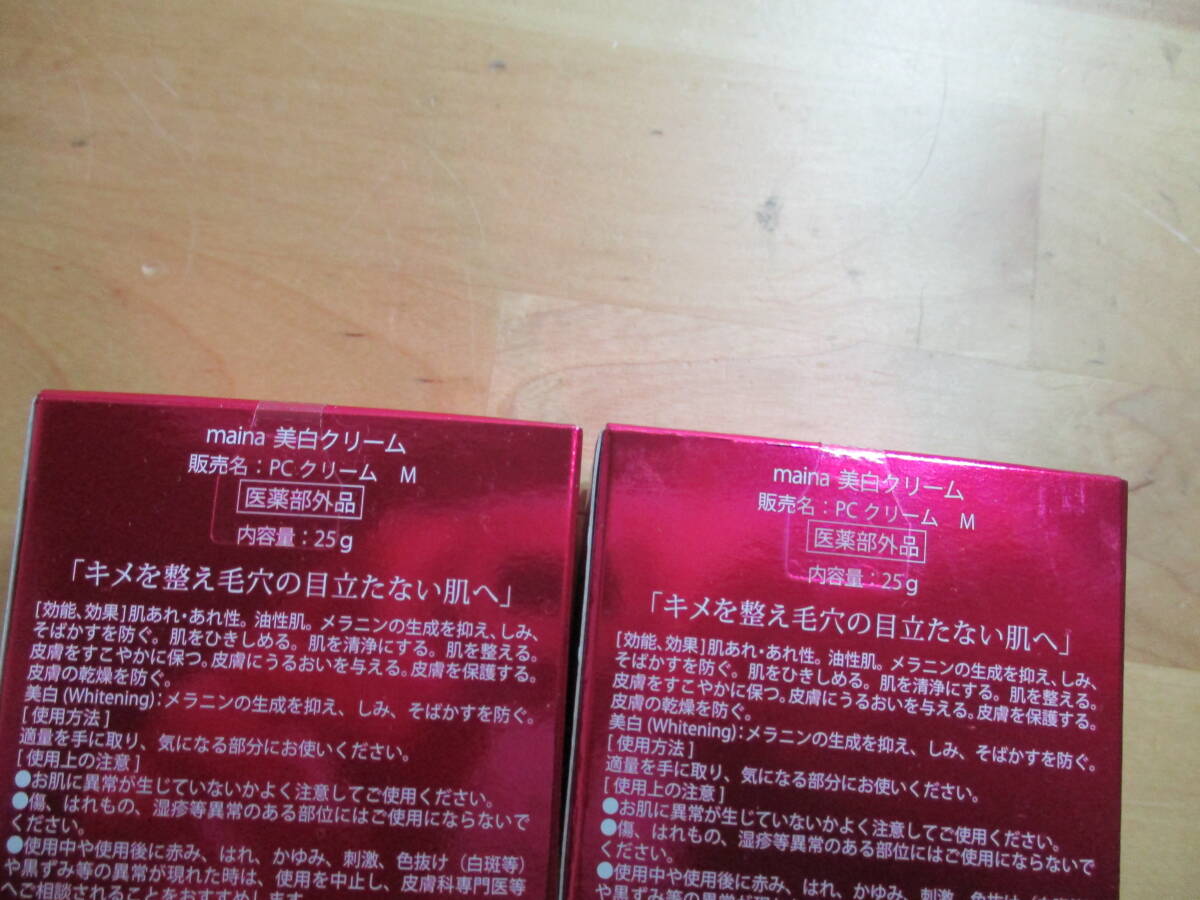 maina 美白クリーム
販売名：PC クリーム M
医薬部外品
内容量：25g
「キメを整え毛穴の目立たない肌へ」
[効能、効果]肌あれ・あれ性。油性肌。メラニンの生成を抑え、しみ、
そばかすを防ぐ。肌をひきしめる。肌を清浄にする。肌を整える。
皮膚をすこやかに保つ。皮膚にうるおいを与える。皮膚を保護する。
皮膚の乾燥を防ぐ。
美白(Whitening)：メラニンの生成を抑え、しみ、そばかすを防ぐ。
[使用方法]
適量を手に取り、気になる部分にお使いください。
[使用上の注意]
●お肌に異常が生じていないかよく注意してご使用ください。
●傷、はれもの、湿疹等異常のある部位にはご使用にならないで
ください。
●使用中や使用後に赤み、はれ、かゆみ、刺激、色抜け（白斑等）
や黒ずみ等の異常が現れた時は、使用を中止し、皮膚科専門医等
へご相談されることをおすすめします。
maina 美白クリーム
販売名：PC クリーム M
医薬部外品
内容量：25g
「キメを整え毛穴の目立たない肌へ」
[効能、効果]肌あれ・あれ性。油性肌。メラニンの生成を抑え、しみ、
そばかすを防ぐ。肌をひきしめる。肌を清浄にする。肌を整える。
皮膚をすこやかに保つ。皮膚にうるおいを与える。皮膚を保護する。
皮膚の乾燥を防ぐ。
美白(Whitening)：メラニンの生成を抑え、しみ、そばかすを防ぐ。
[使用方法]
適量を手に取り、気になる部分にお使いください。
[使用上の注意]
●お肌に異常が生じていないかよく注意してご使用ください。
●傷、はれもの、湿疹等異常のある部位にはご使用にならないで
ください。
●使用中や使用後に赤み、はれ、かゆみ、刺激、色抜け
や黒ずみ等の異常が現